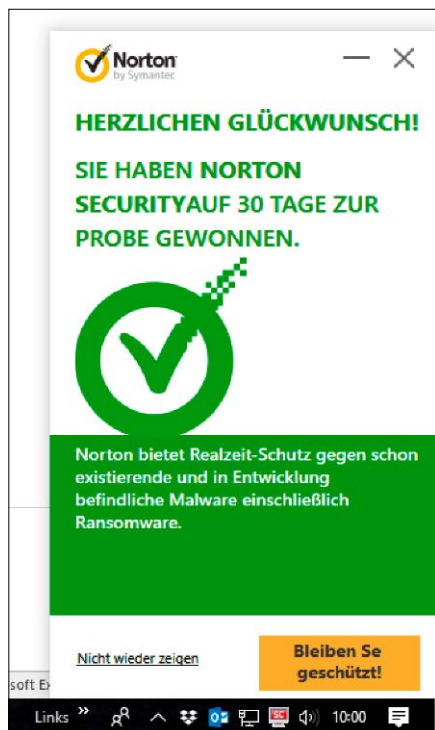 Norton
by Symantec
HERZLICHEN GLÜCKWUNSCH!
SIE HABEN NORTON
SECURITYAUF 30 TAGE ZUR
PROBE GEWONNEN.
Norton bietet Realzeit-Schutz gegen schon
existierende und in Entwicklung
befindliche Malware einschließlich
Ransomware.
Nicht wieder zeigen
Bleiben Se
geschützt!
soft Ex
Links
SC
10:00